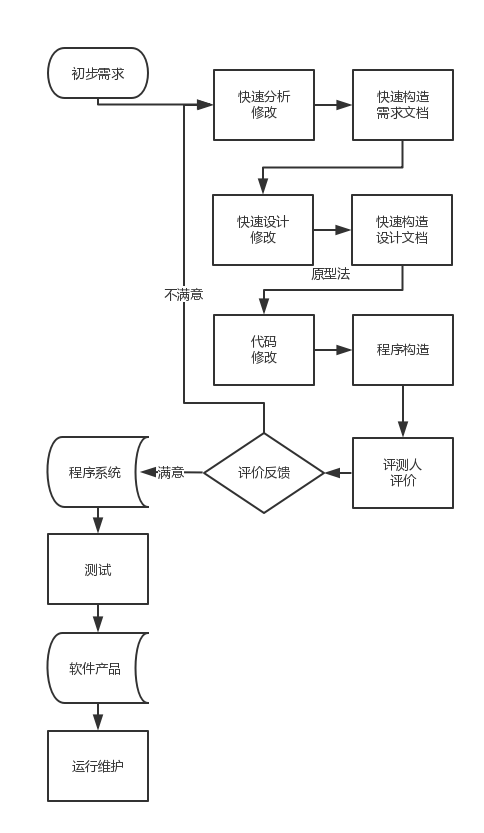 初步需求
快速分析
修改
快速构造
需求文档
快速设计
修改
快速构造
设计文档
原型法
不满意
代码
修改
程序构造
程序系统
满意
评价反馈
评测人
评价
测试
软件产品
运行维护